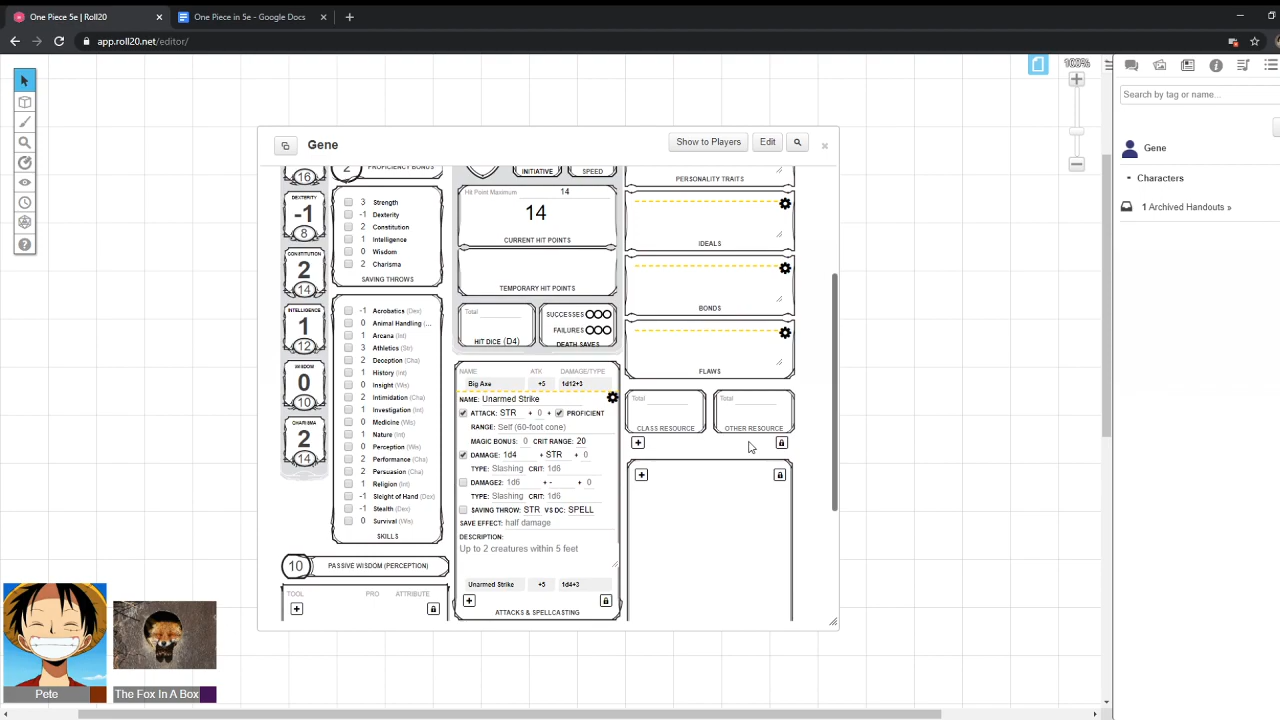 One Piece 5e | Roll20
One Piece in 5e - Google Docs
app.roll20.net/editor/
100%
Search by tag or name...
Gene
Characters
1 Archived Handouts »
Gene
Show to Players
Edit
16
2
PROFICIENCY BONUS
DEXTERITY
-1
8
CONSTITUTION
2
14
INTELLIGENCE
1
12
WISDOM
0
10
CHARISMA
2
14
3 Strength
-1 Dexterity
2 Constitution
1 Intelligence
0 Wisdom
2 Charisma
SAVING THROWS
-1 Acrobatics (Dex)
0 Animal Handling (...
1 Arcana (Int)
3 Athletics (Str)
2 Deception (Cha)
1 History (Int)
0 Insight (Wis)
2 Intimidation (Cha)
1 Investigation (Int)
0 Medicine (Wis)
1 Nature (Int)
0 Perception (Wis)
2 Performance (Cha)
2 Persuasion (Cha)
1 Religion (Int)
-1 Sleight of Hand (Dex)
-1 Stealth (Dex)
0 Survival (Wis)
SKILLS
10 PASSIVE WISDOM (PERCEPTION)
TOOL PRO ATTRIBUTE
INITIATIVE SPEED
Hit Point Maximum 14
14
CURRENT HIT POINTS
TEMPORARY HIT POINTS
Total
HIT DICE (D4)
SUCCESSES
FAILURES
DEATH SAVES
NAME ATK DAMAGE/TYPE
Big Axe +5 1d12+3
NAME: Unarmed Strike
ATTACK: STR + 0 + PROFICIENT
RANGE: Self (60-foot cone)
MAGIC BONUS: 0 CRIT RANGE: 20
DAMAGE: 1d4 + STR + 0
TYPE: Slashing CRIT: 1d6
DAMAGE2: 1d6 + - + 0
TYPE: Slashing CRIT: 1d6
SAVING THROW: STR VS DC: SPELL
SAVE EFFECT: half damage
DESCRIPTION:
Up to 2 creatures within 5 feet
Unarmed Strike +5 1d4+3
ATTACKS & SPELLCASTING
PERSONALITY TRAITS
IDEALS
BONDS
FLAWS
Total
CLASS RESOURCE
Total
OTHER RESOURCE
Pete
The Fox In A Box